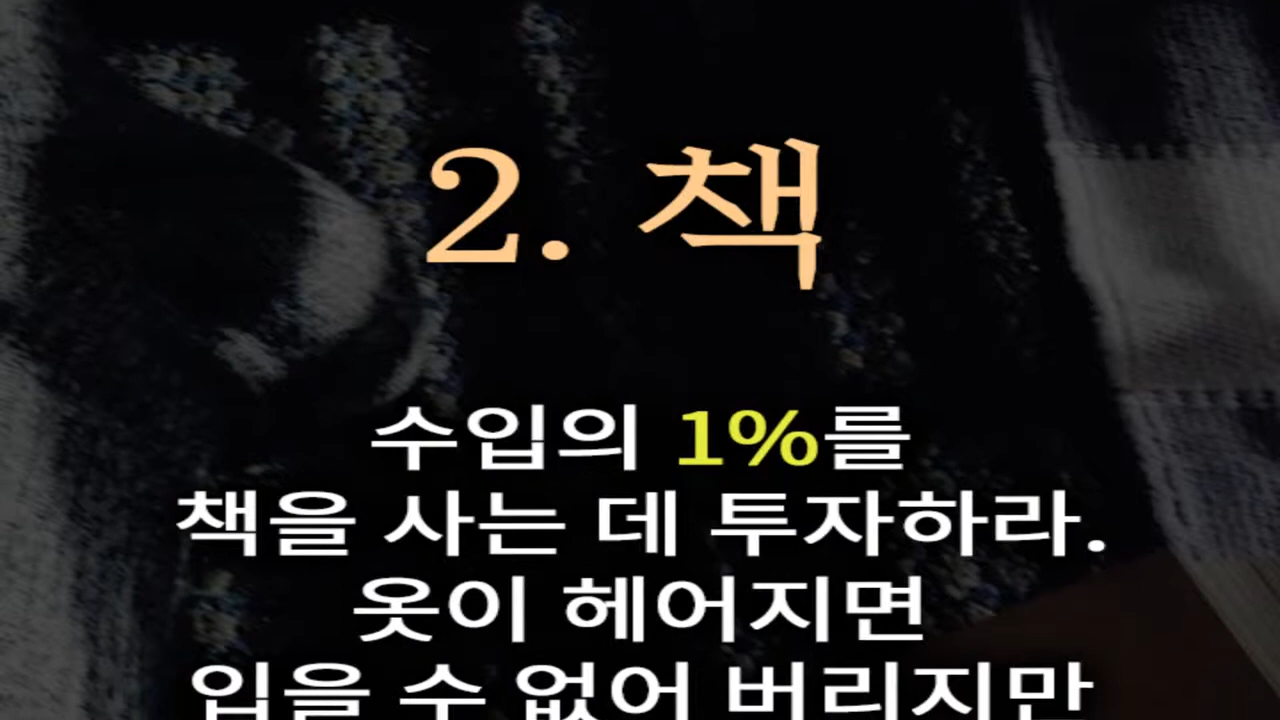 2. 책
수입의 1%를
책을 사는 데 투자하라.
옷이 헤어지면
입을 수 없어 버리지만